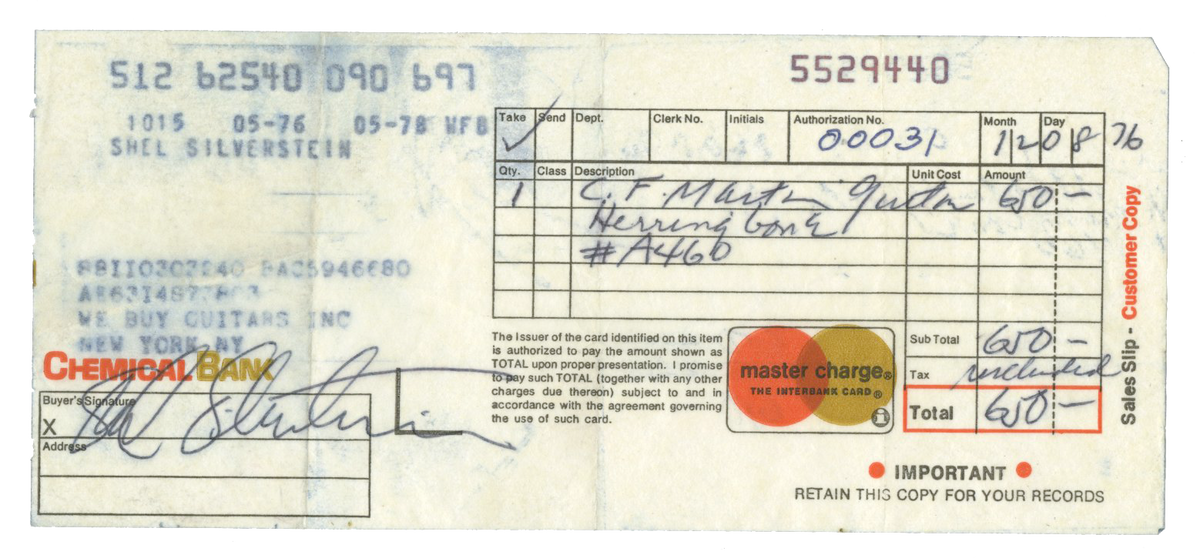 512 62540 090 697
5529440
1015 05-76 05-78 WFB
SHEL SILVERSTEIN
Take Send Dept. Clerk No. Initials Authorization No. Month Day
✓ 00031 12 08 76
Qty. Class Description Unit Cost Amount
1 C. F. Martin Guitar 650 —
Herringbone
#A460
WE BUY GUITARS INC
NEW YORK NY
CHEMICAL BANK
Buyer's Signature
X Shel Silverstein
Address
The Issuer of the card identified on this item
is authorized to pay the amount shown as
TOTAL upon proper presentation. I promise
to pay such TOTAL (together with any other
charges due thereon) subject to and in
accordance with the agreement governing
the use of such card.
master charge®
THE INTERBANK CARD®
i
Sub Total 650 —
Tax included
Total 650 —
Sales Slip - Customer Copy
IMPORTANT
RETAIN THIS COPY FOR YOUR RECORDS